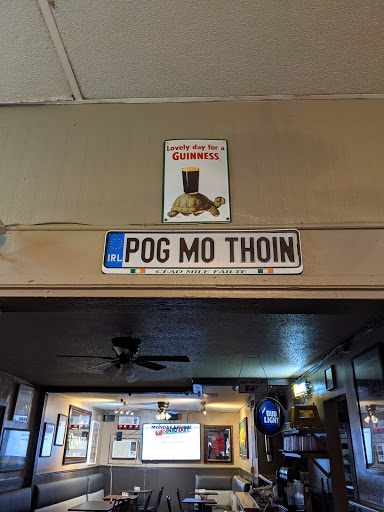 Lovely day for a
GUINNESS
IRL POG MO THOIN
CEAD MILE FAILTE
BUD
LIGHT